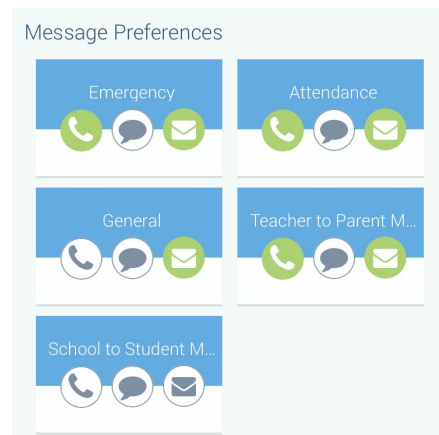 Message Preferences
Emergency
Attendance
General
Teacher to Parent M...
School to Student M...